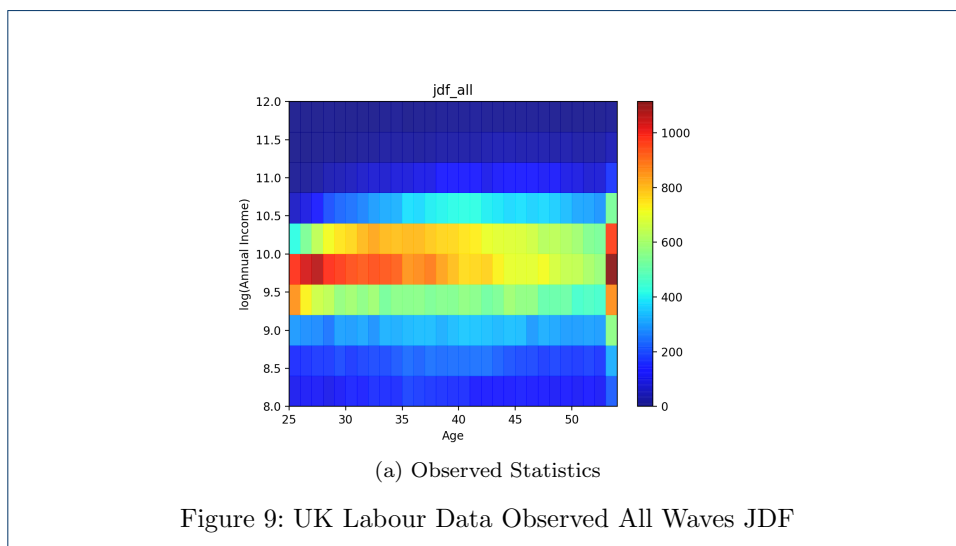 jdf_all
12.0
11.5
11.0
10.5
10.0
9.5
9.0
8.5
8.0
log(Annual Income)
25 30 35 40 45 50
Age
1000
800
600
400
200
0
(a) Observed Statistics
Figure 9: UK Labour Data Observed All Waves JDF